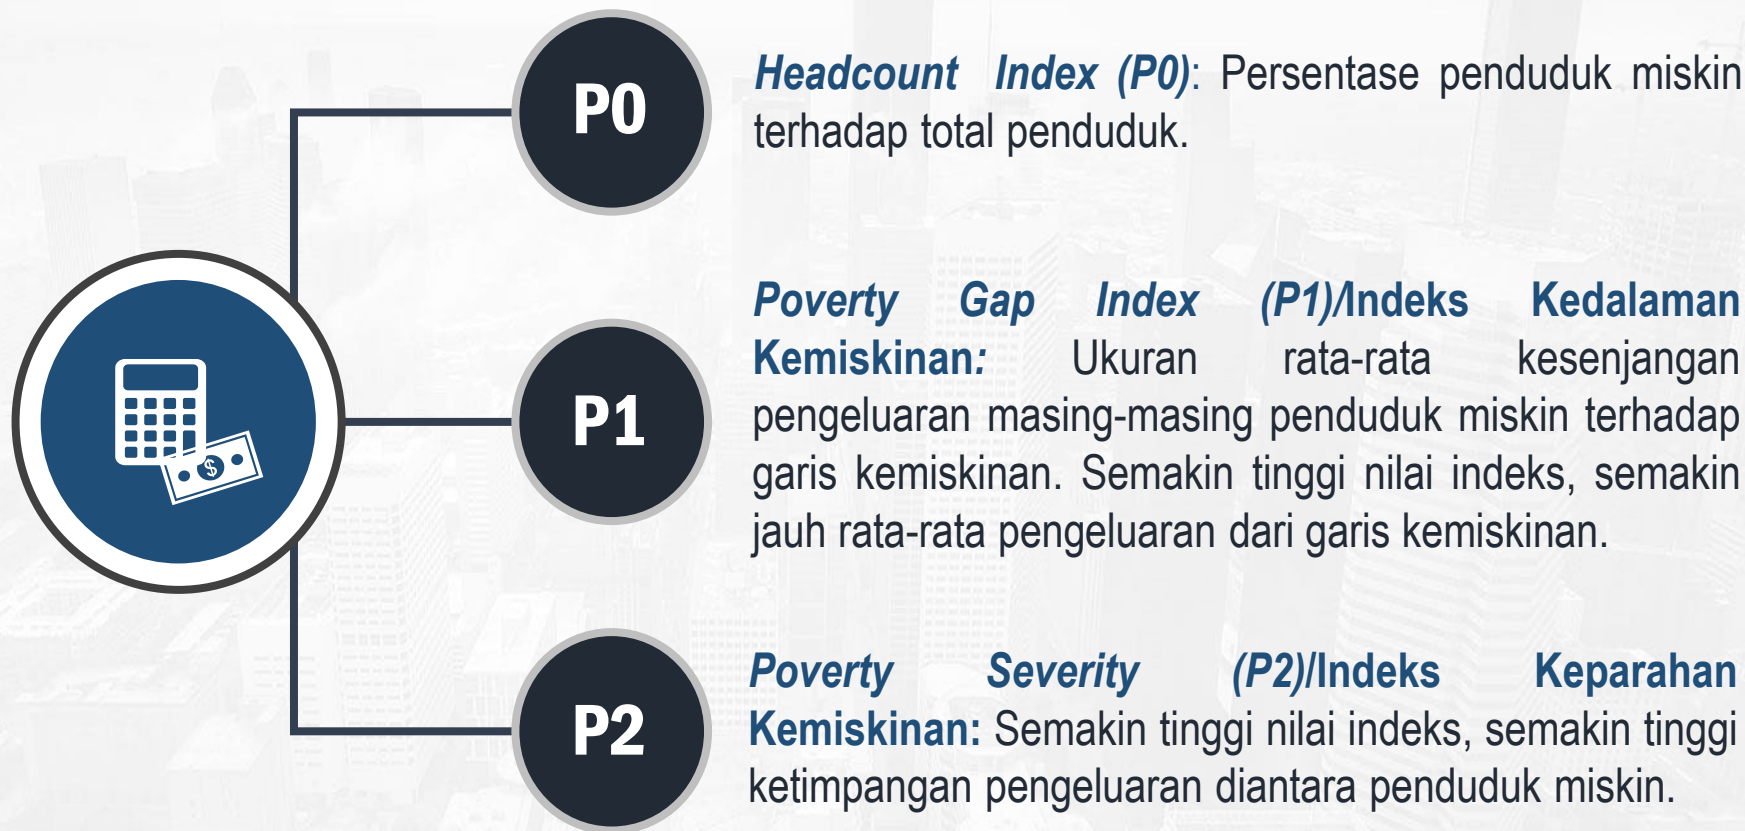 P0
Headcount Index (P0): Persentase penduduk miskin
terhadap total penduduk.
P1
Poverty Gap Index (P1)/Indeks Kedalaman
Kemiskinan: Ukuran rata-rata kesenjangan
pengeluaran masing-masing penduduk miskin terhadap
garis kemiskinan. Semakin tinggi nilai indeks, semakin
jauh rata-rata pengeluaran dari garis kemiskinan.
P2
Poverty Severity (P2)/Indeks Keparahan
Kemiskinan: Semakin tinggi nilai indeks, semakin tinggi
ketimpangan pengeluaran diantara penduduk miskin.
$